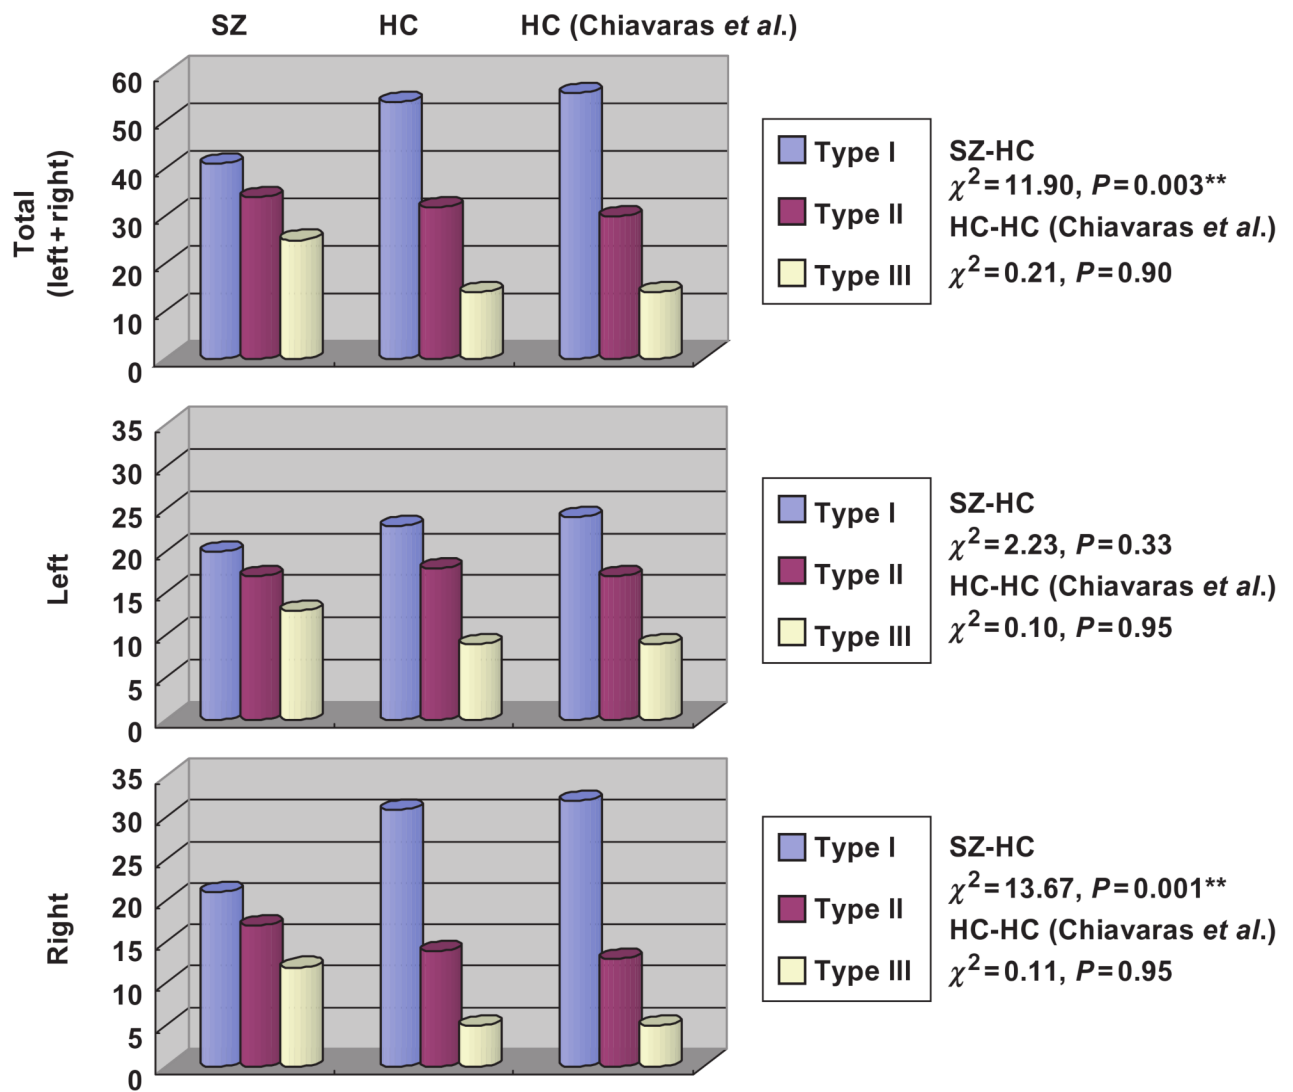 SZ HC HC (Chiavaras et al.)
Total
(left+right)
60
50
40
30
20
10
0
Type I
Type II
Type III
SZ-HC
χ²=11.90, P=0.003**
HC-HC (Chiavaras et al.)
χ²=0.21, P=0.90
Left
35
30
25
20
15
10
5
0
Type I
Type II
Type III
SZ-HC
χ²=2.23, P=0.33
HC-HC (Chiavaras et al.)
χ²=0.10, P=0.95
Right
35
30
25
20
15
10
5
0
Type I
Type II
Type III
SZ-HC
χ²=13.67, P=0.001**
HC-HC (Chiavaras et al.)
χ²=0.11, P=0.95